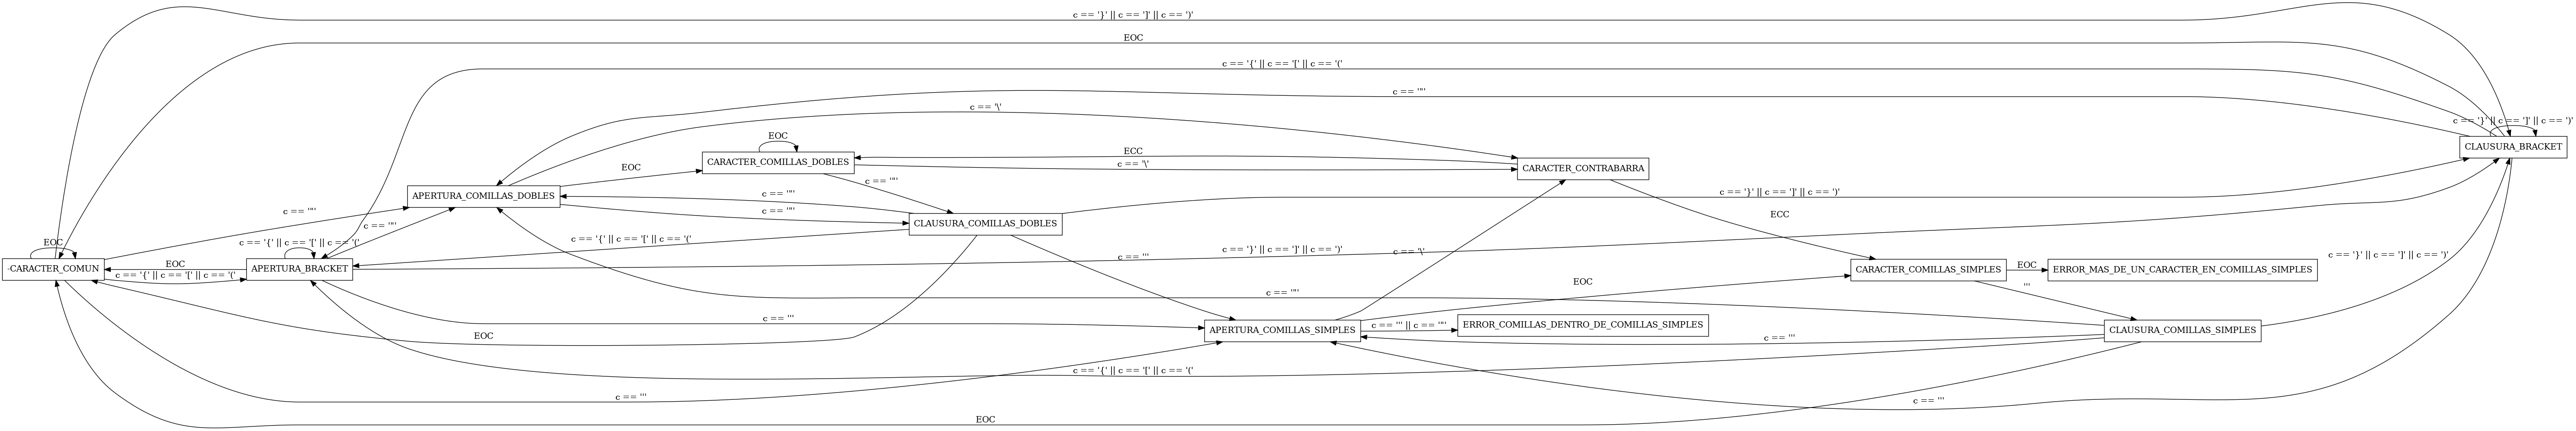 c == '}' || c == ']' || c == ')'
EOC
c == '{' || c == '[' || c == '('
c == '"'
c == '\'
c == '}' || c == ']' || c == ')'
EOC
CARACTER_COMILLAS_DOBLES
ECC
c == '\'
CARACTER_CONTRABARRA
CLAUSURA_BRACKET
EOC
c == '"'
APERTURA_COMILLAS_DOBLES
c == '"'
c == '}' || c == ']' || c == ')'
c == '"'
c == '"'
ECC
CLAUSURA_COMILLAS_DOBLES
c == '"'
EOC
c == '{' || c == '[' || c == '('
c == '{' || c == '[' || c == '('
c == '}' || c == ']' || c == ')'
c == '\'
c == '''
c == '}' || c == ']' || c == ')'
-CARACTER_COMUN
EOC
c == '{' || c == '[' || c == '('
APERTURA_BRACKET
CARACTER_COMILLAS_SIMPLES
EOC
ERROR_MAS_DE_UN_CARACTER_EN_COMILLAS_SIMPLES
EOC
'''
c == '"'
c == '''
EOC
APERTURA_COMILLAS_SIMPLES
c == ''' || c == '"'
ERROR_COMILLAS_DENTRO_DE_COMILLAS_SIMPLES
c == '''
CLAUSURA_COMILLAS_SIMPLES
c == '{' || c == '[' || c == '('
c == '''
c == '''
EOC